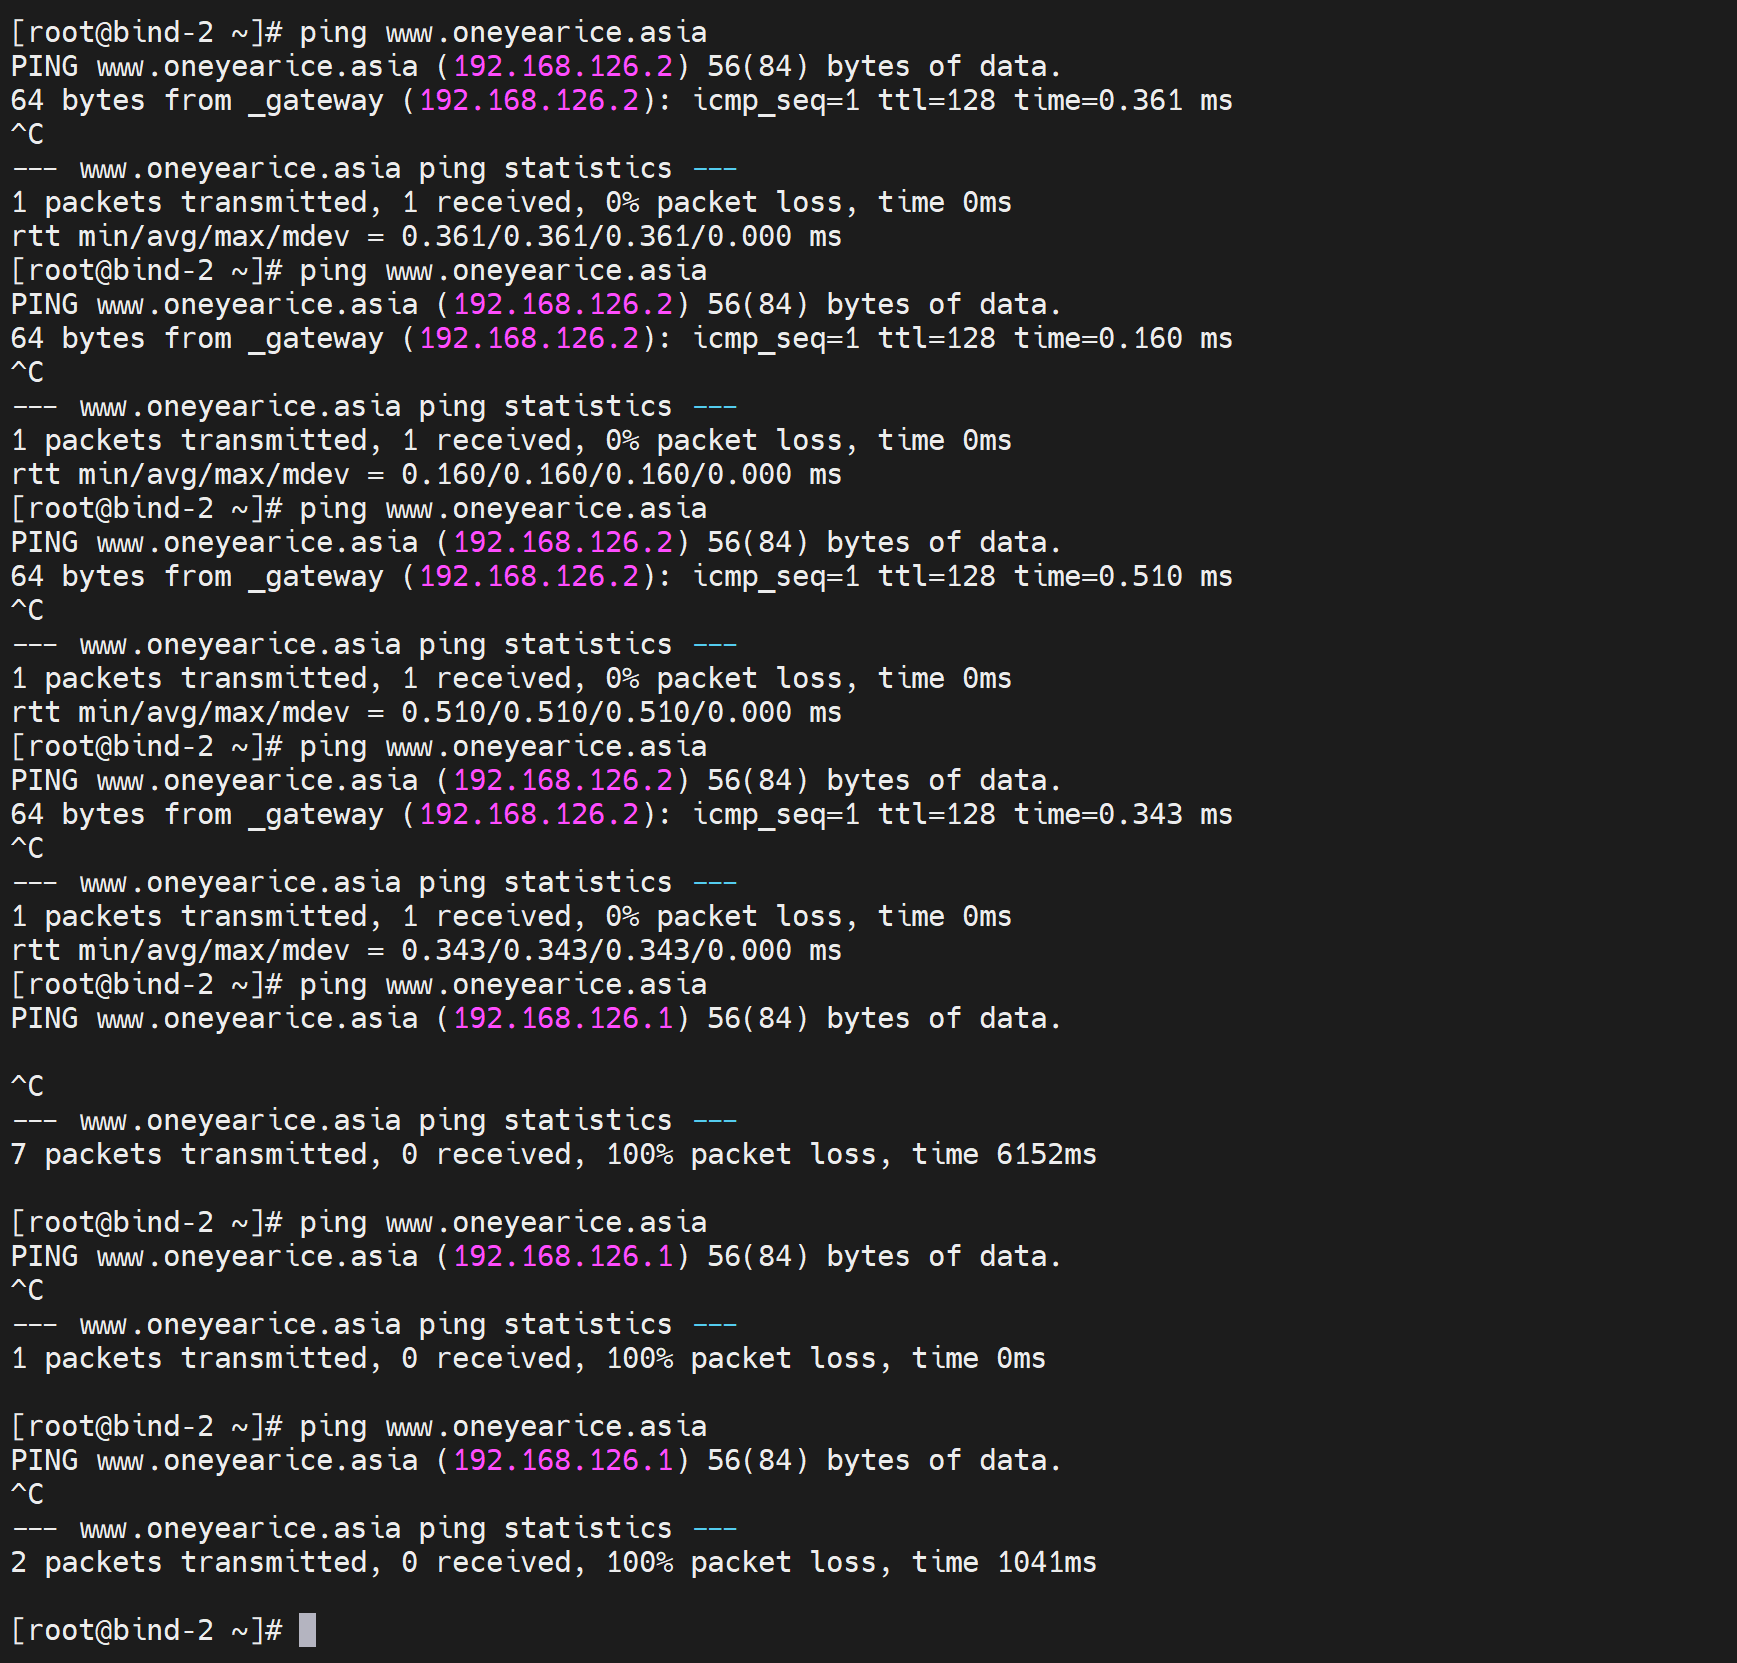 [root@bind-2 ~]# ping www.oneyearice.asia
PING www.oneyearice.asia (192.168.126.2) 56(84) bytes of data.
64 bytes from _gateway (192.168.126.2): icmp_seq=1 ttl=128 time=0.361 ms
^C
--- www.oneyearice.asia ping statistics ---
1 packets transmitted, 1 received, 0% packet loss, time 0ms
rtt min/avg/max/mdev = 0.361/0.361/0.361/0.000 ms
[root@bind-2 ~]# ping www.oneyearice.asia
PING www.oneyearice.asia (192.168.126.2) 56(84) bytes of data.
64 bytes from _gateway (192.168.126.2): icmp_seq=1 ttl=128 time=0.160 ms
^C
--- www.oneyearice.asia ping statistics ---
1 packets transmitted, 1 received, 0% packet loss, time 0ms
rtt min/avg/max/mdev = 0.160/0.160/0.160/0.000 ms
[root@bind-2 ~]# ping www.oneyearice.asia
PING www.oneyearice.asia (192.168.126.2) 56(84) bytes of data.
64 bytes from _gateway (192.168.126.2): icmp_seq=1 ttl=128 time=0.510 ms
^C
--- www.oneyearice.asia ping statistics ---
1 packets transmitted, 1 received, 0% packet loss, time 0ms
rtt min/avg/max/mdev = 0.510/0.510/0.510/0.000 ms
[root@bind-2 ~]# ping www.oneyearice.asia
PING www.oneyearice.asia (192.168.126.2) 56(84) bytes of data.
64 bytes from _gateway (192.168.126.2): icmp_seq=1 ttl=128 time=0.343 ms
^C
--- www.oneyearice.asia ping statistics ---
1 packets transmitted, 1 received, 0% packet loss, time 0ms
rtt min/avg/max/mdev = 0.343/0.343/0.343/0.000 ms
[root@bind-2 ~]# ping www.oneyearice.asia
PING www.oneyearice.asia (192.168.126.1) 56(84) bytes of data.

^C
--- www.oneyearice.asia ping statistics ---
7 packets transmitted, 0 received, 100% packet loss, time 6152ms

[root@bind-2 ~]# ping www.oneyearice.asia
PING www.oneyearice.asia (192.168.126.1) 56(84) bytes of data.
^C
--- www.oneyearice.asia ping statistics ---
1 packets transmitted, 0 received, 100% packet loss, time 0ms

[root@bind-2 ~]# ping www.oneyearice.asia
PING www.oneyearice.asia (192.168.126.1) 56(84) bytes of data.
^C
--- www.oneyearice.asia ping statistics ---
2 packets transmitted, 0 received, 100% packet loss, time 1041ms

[root@bind-2 ~]#